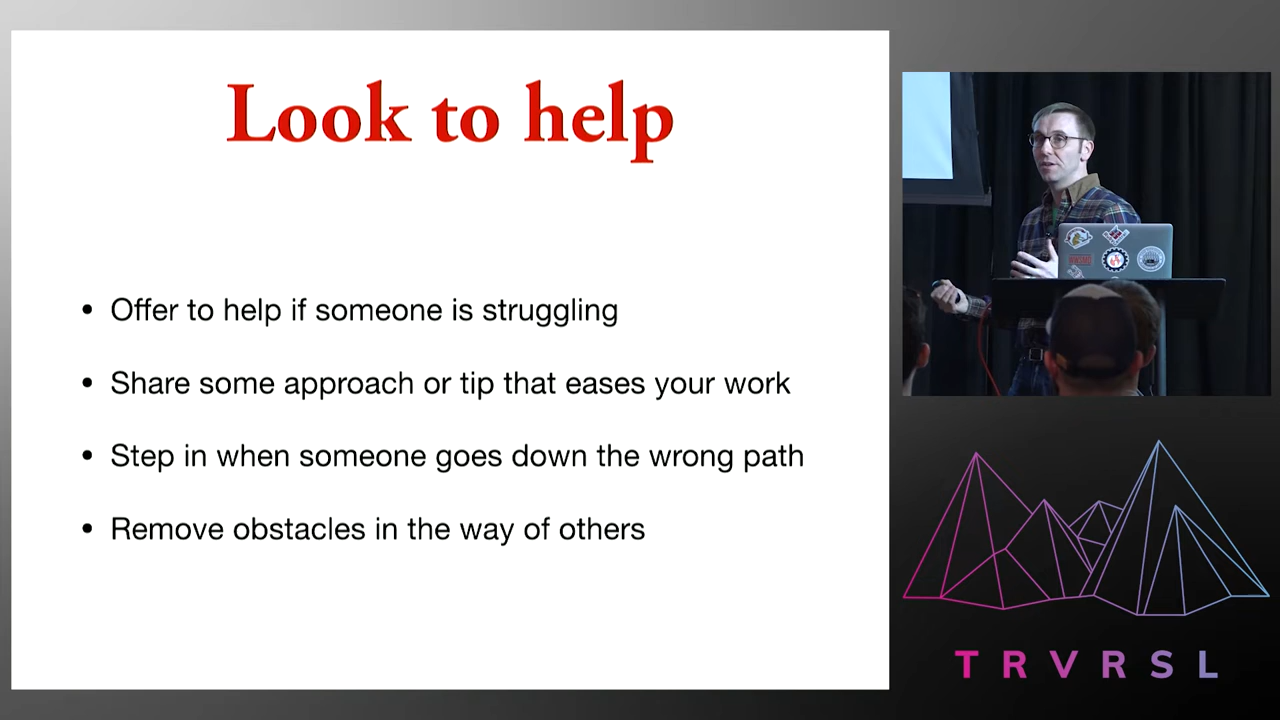 Look to help
• Offer to help if someone is struggling
• Share some approach or tip that eases your work
• Step in when someone goes down the wrong path
• Remove obstacles in the way of others
TRVRSL